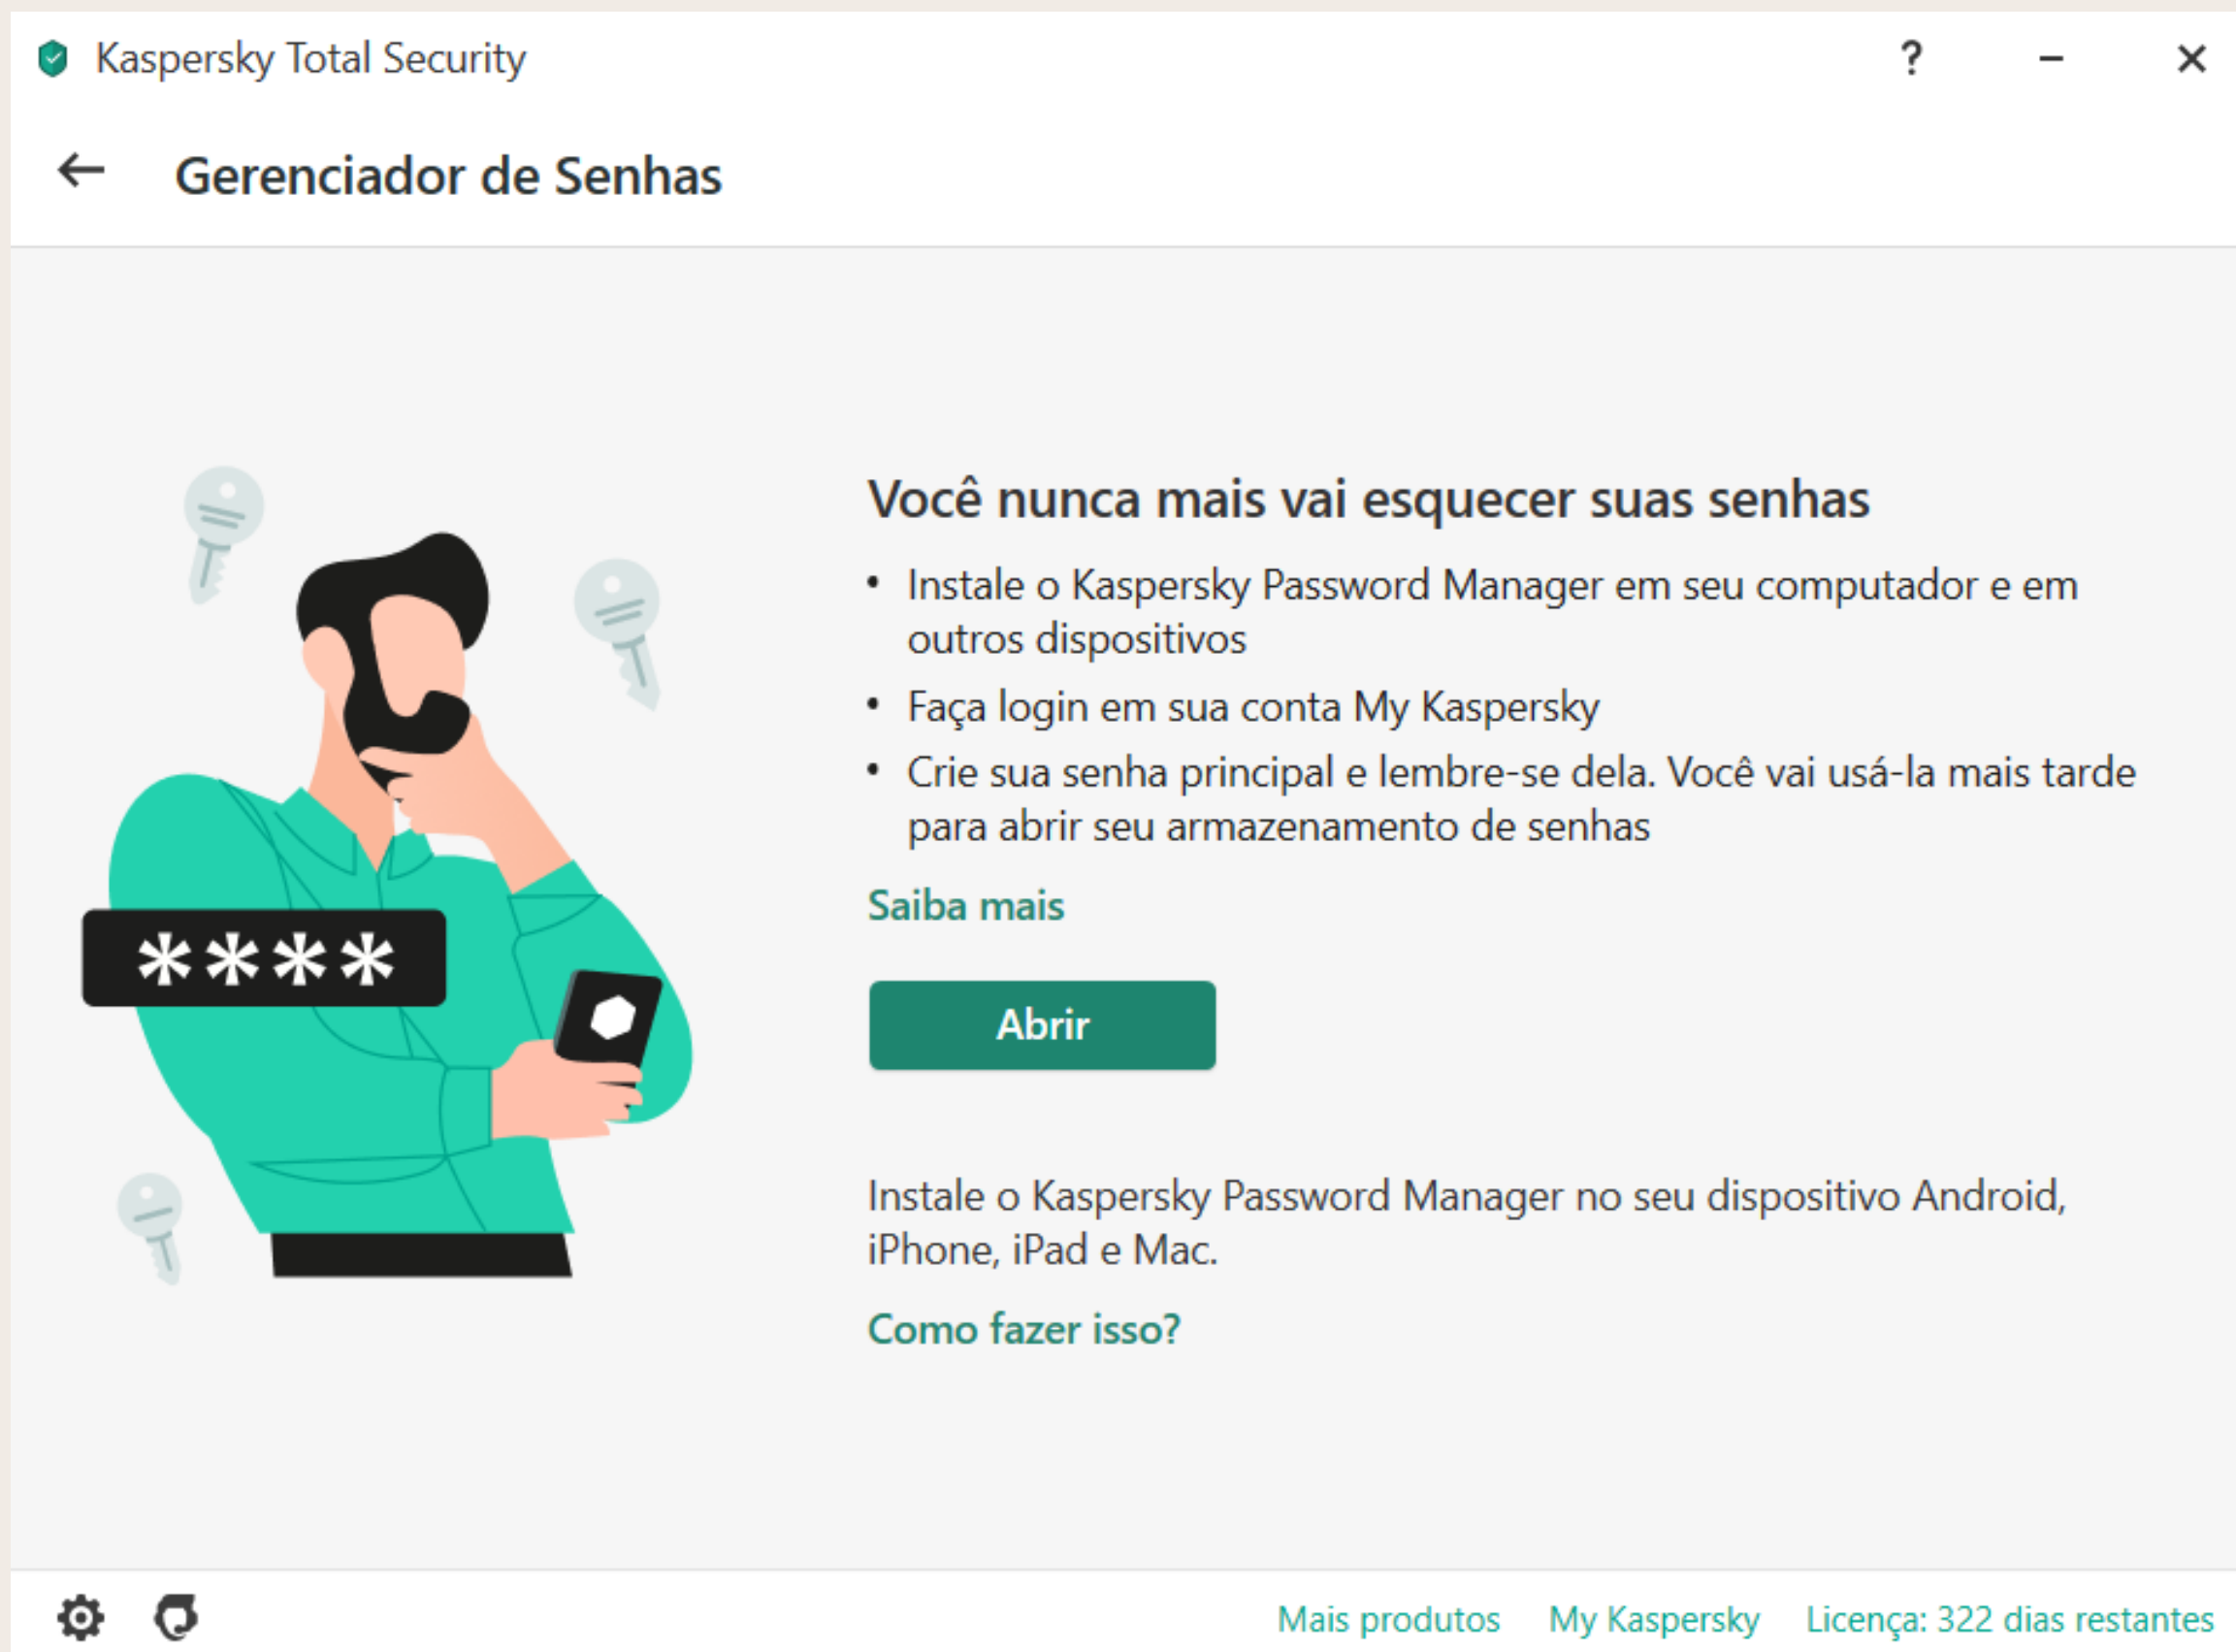 Kaspersky Total Security
Gerenciador de Senhas
Você nunca mais vai esquecer suas senhas
• Instale o Kaspersky Password Manager em seu computador e em
outros dispositivos
• Faça login em sua conta My Kaspersky
• Crie sua senha principal e lembre-se dela. Você vai usá-la mais tarde
para abrir seu armazenamento de senhas
Saiba mais
****
Abrir
Instale o Kaspersky Password Manager no seu dispositivo Android,
iPhone, iPad e Mac.
Como fazer isso?
Mais produtos My Kaspersky Licença: 322 dias restantes